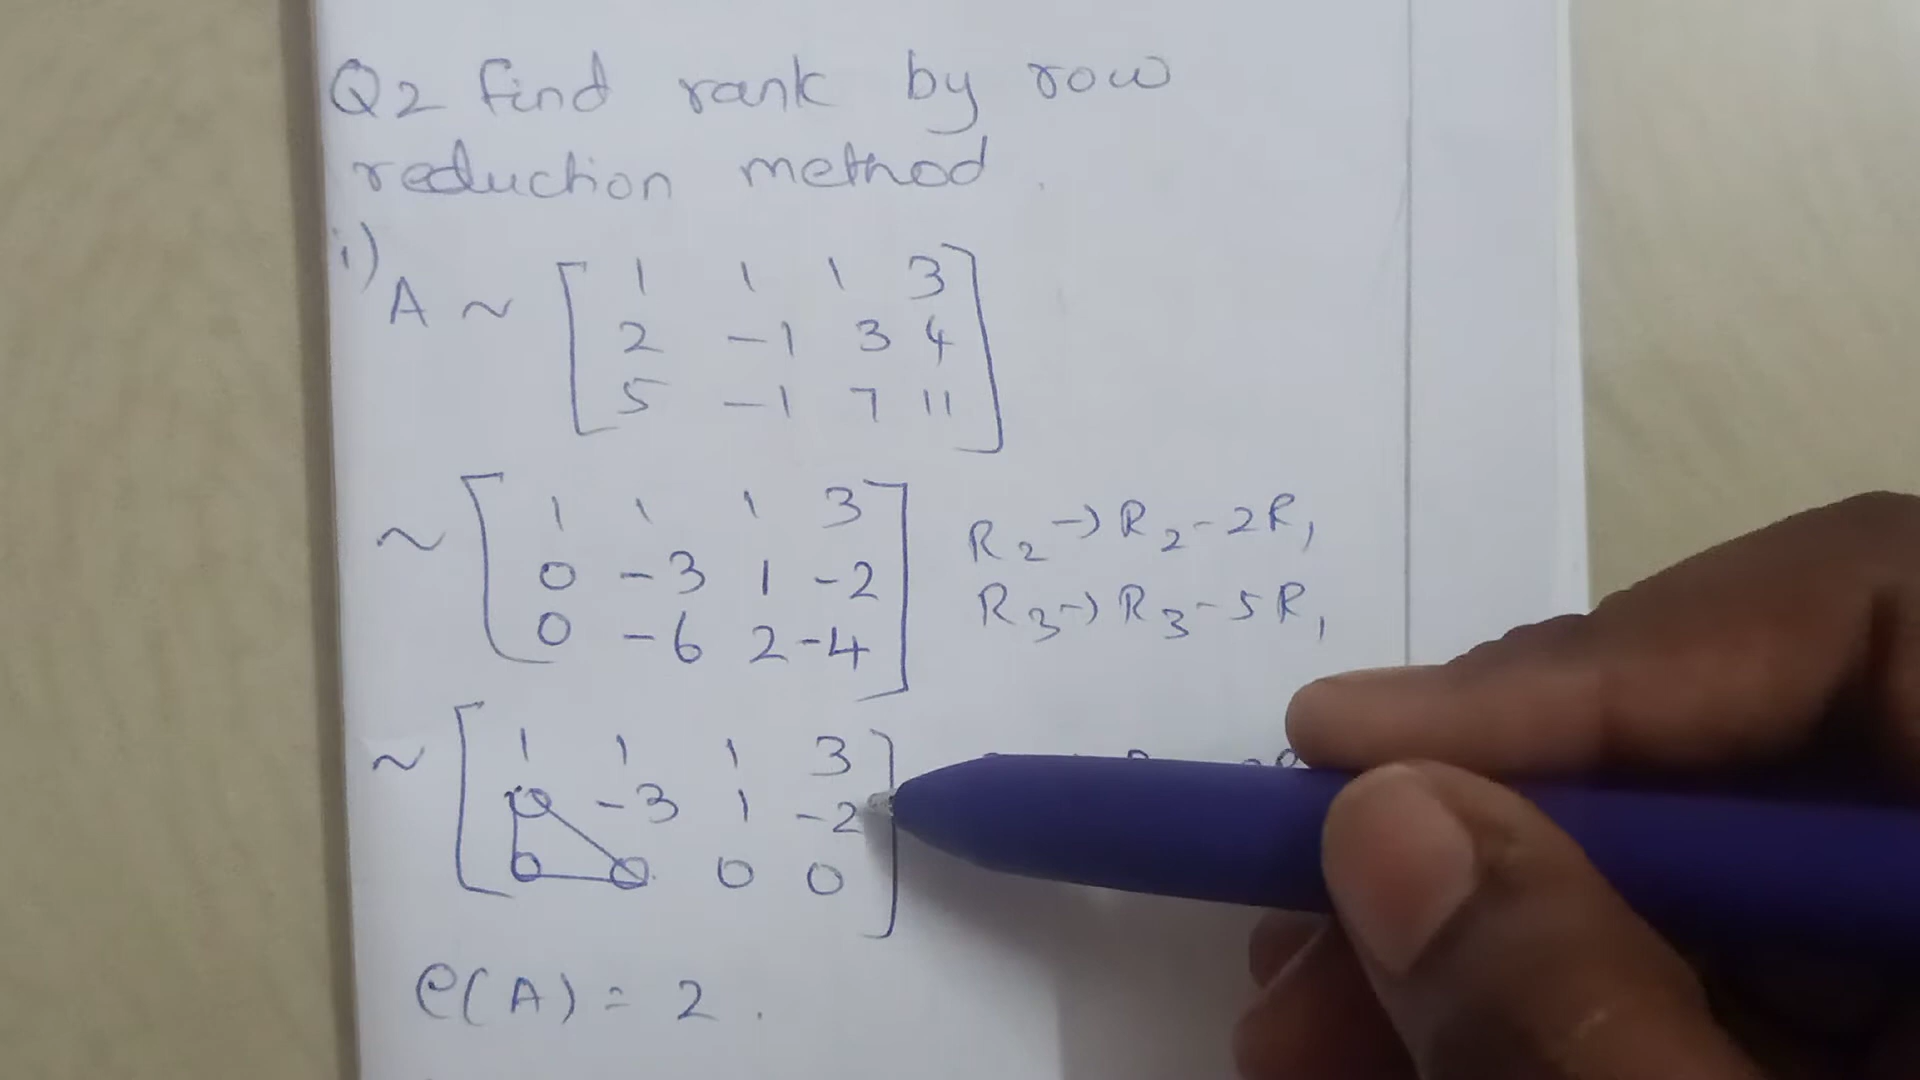 Q2 Find rank by row
reduction method.
i)
A ~ [ 1 1 1 3
2 -1 3 4
5 -1 7 11 ]
~ [ 1 1 1 3
0 -3 1 -2
0 -6 2 -4 ]
R2 → R2 - 2R1
R3 → R3 - 5R1
~ [ 1 1 1 3
0 -3 1 -2
0 0 0 0 ]
ρ(A) = 2.